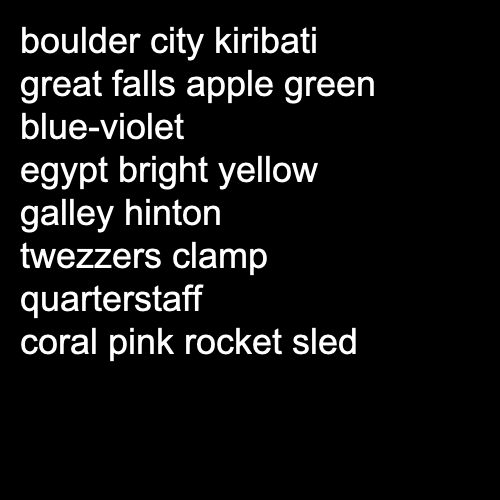 boulder city kiribati
great falls apple green
blue-violet
egypt bright yellow
galley hinton
twezzers clamp
quarterstaff
coral pink rocket sled